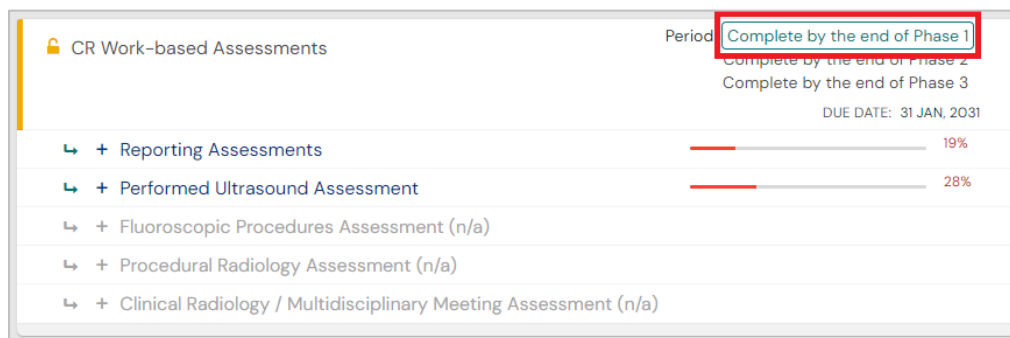 CR Work-based Assessments
Period: Complete by the end of Phase 1
Complete by the end of Phase 2
Complete by the end of Phase 3
DUE DATE: 31 JAN, 2031
+ Reporting Assessments 19%
+ Performed Ultrasound Assessment 28%
+ Fluoroscopic Procedures Assessment (n/a)
+ Procedural Radiology Assessment (n/a)
+ Clinical Radiology / Multidisciplinary Meeting Assessment (n/a)